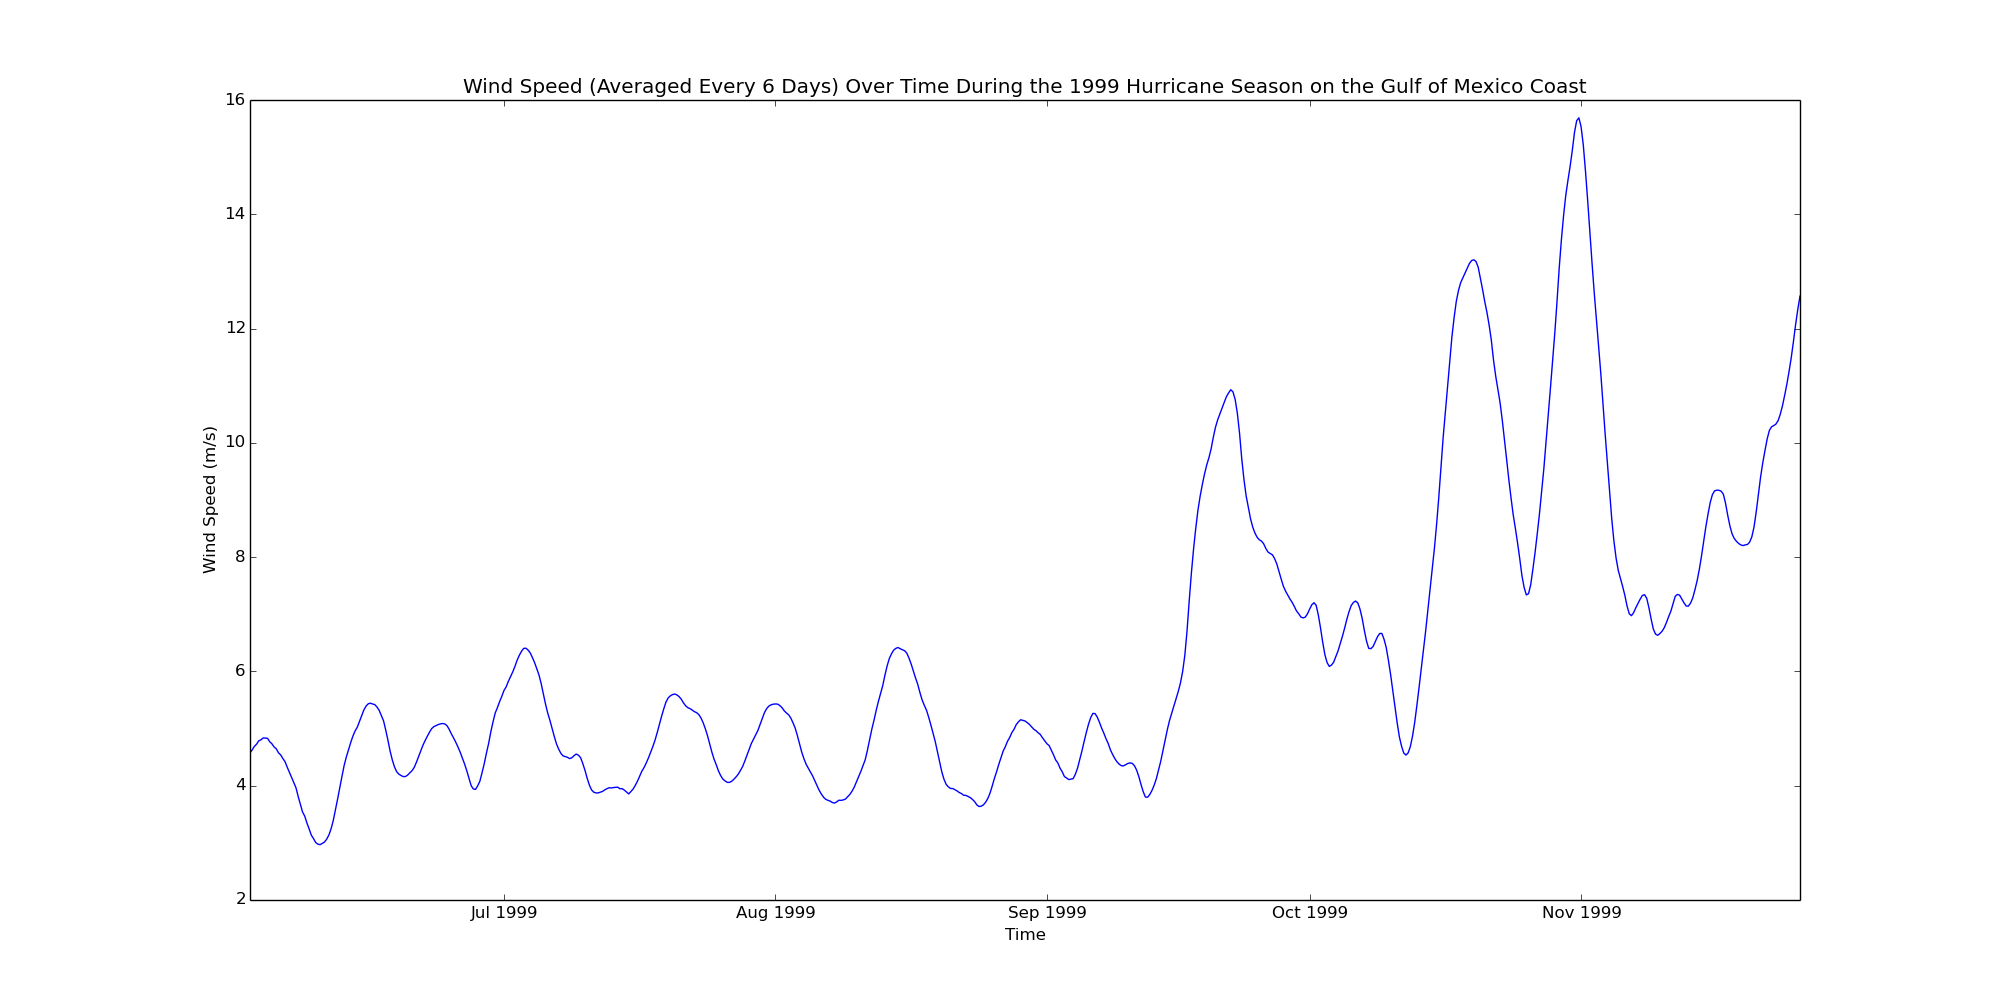 Wind Speed (Averaged Every 6 Days) Over Time During the 1999 Hurricane Season on the Gulf of Mexico Coast
16
14
12
10
8
6
4
2
Wind Speed (m/s)
Jul 1999
Aug 1999
Sep 1999
Oct 1999
Nov 1999
Time